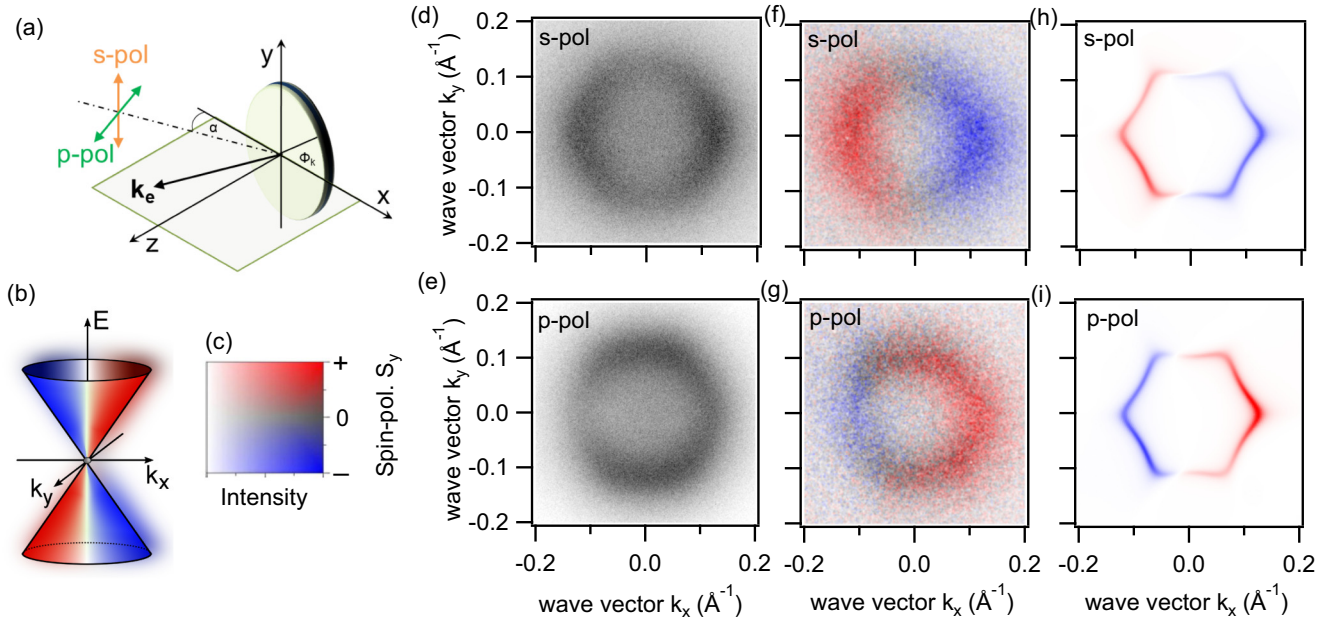 (a)
s-pol
p-pol
α
y
Φk
ke
x
z
(b)
E
kx
ky
(c)
+
0
−
Spin-pol. Sy
Intensity
(d)
s-pol
0.2
0.1
0.0
-0.1
-0.2
wave vector ky (Å-1)
(f)
s-pol
(h)
s-pol
(e)
p-pol
0.2
0.1
0.0
-0.1
-0.2
wave vector ky (Å-1)
-0.2
0.0
0.2
wave vector kx (Å-1)
(g)
p-pol
-0.2
0.0
0.2
wave vector kx (Å-1)
(i)
p-pol
-0.2
0.0
0.2
wave vector kx (Å-1)